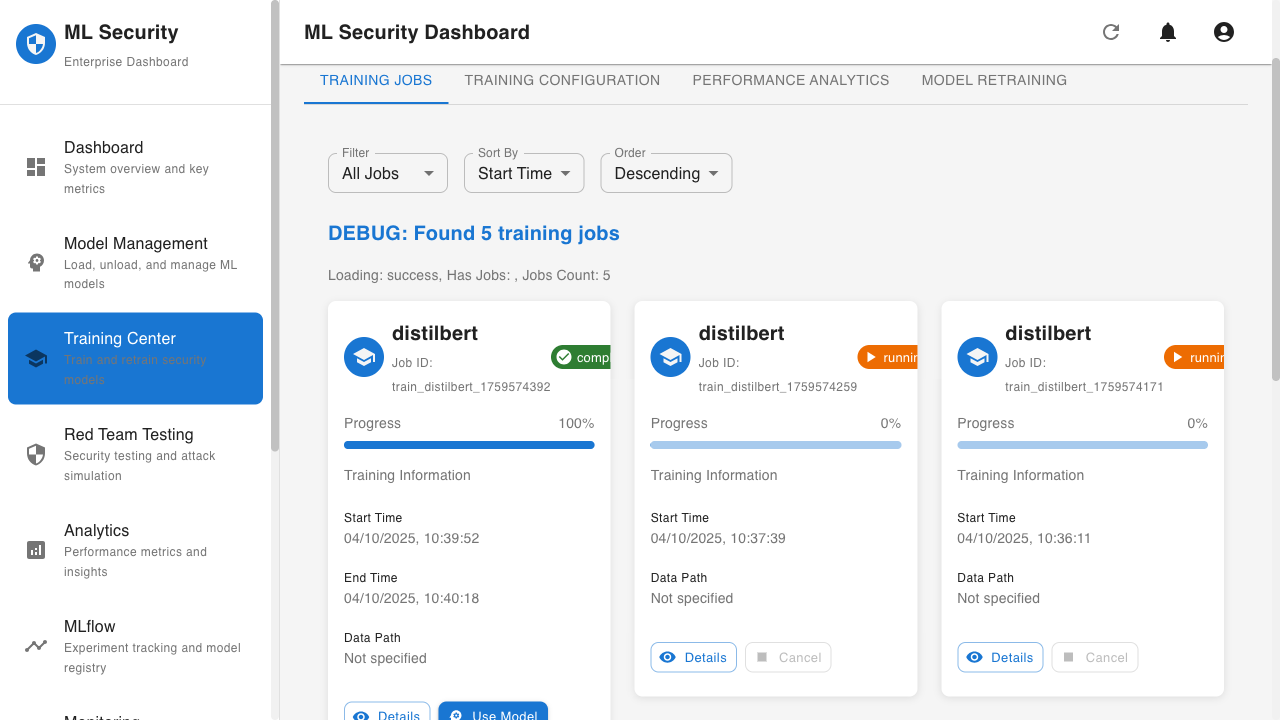 ML Security
Enterprise Dashboard
Dashboard
System overview and key
metrics
Model Management
Load, unload, and manage ML
models
Training Center
Train and retrain security
models
Red Team Testing
Security testing and attack
simulation
Analytics
Performance metrics and
insights
MLflow
Experiment tracking and model
registry
Monitoring
ML Security Dashboard
TRAINING JOBS
TRAINING CONFIGURATION
PERFORMANCE ANALYTICS
MODEL RETRAINING
Filter
All Jobs
Sort By
Start Time
Order
Descending
DEBUG: Found 5 training jobs
Loading: success, Has Jobs: , Jobs Count: 5
distilbert
Job ID:
train_distilbert_1759574392
comp
Progress
100%
Training Information
Start Time
04/10/2025, 10:39:52
End Time
04/10/2025, 10:40:18
Data Path
Not specified
Details
Use Model
distilbert
Job ID:
train_distilbert_1759574259
runnin
Progress
0%
Training Information
Start Time
04/10/2025, 10:37:39
Data Path
Not specified
Details
Cancel
distilbert
Job ID:
train_distilbert_1759574171
runnin
Progress
0%
Training Information
Start Time
04/10/2025, 10:36:11
Data Path
Not specified
Details
Cancel